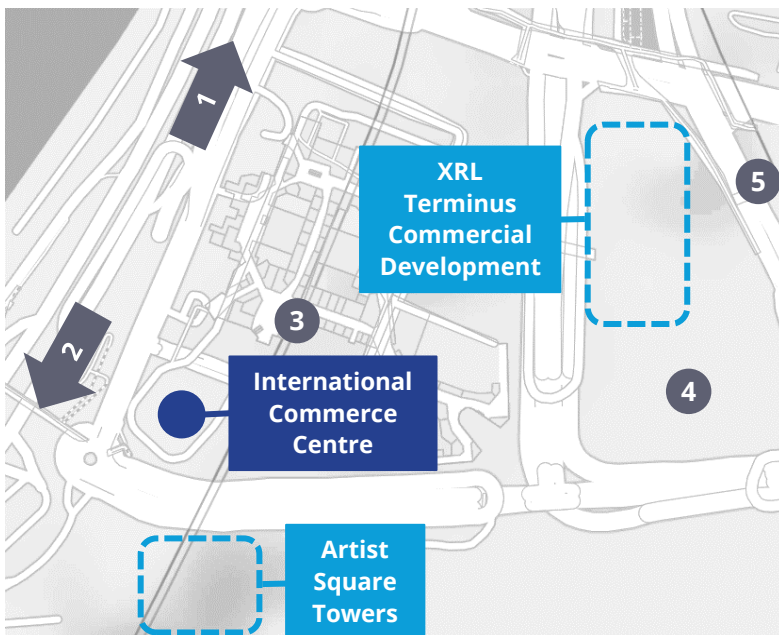 1
XRL
Terminus
Commercial
Development
5
2
3
International
Commerce
Centre
4
Artist
Square
Towers